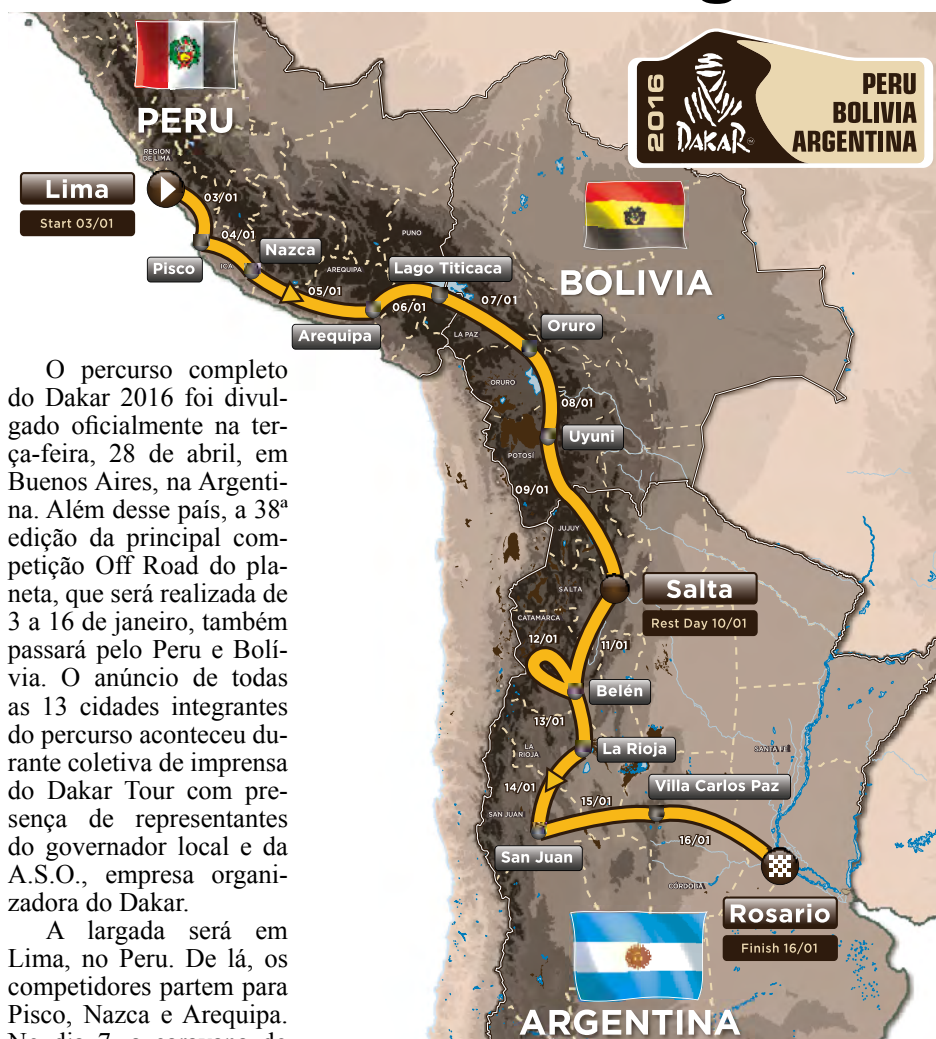 PERU
2016
DAKAR
PERU
BOLIVIA
ARGENTINA
REGION
DE LIMA
Lima
Start 03/01
03/01
04/01
Pisco
ICA
Nazca
05/01
AREQUIPA
PUNO
Arequipa
06/01
Lago Titicaca
07/01
LA PAZ
BOLIVIA
Oruro
ORURO
08/01
Uyuni
POTOSÍ
09/01
JUJUY
SALTA
Salta
Rest Day 10/01
CATAMARCA
12/01
11/01
Belén
13/01
LA
RIOJA
La Rioja
14/01
SAN JUAN
San Juan
15/01
Villa Carlos Paz
16/01
SANTA FÉ
CÓRDOBA
Rosario
Finish 16/01
ARGENTINA
O percurso completo
do Dakar 2016 foi divul-
gado oficialmente na ter-
ça-feira, 28 de abril, em
Buenos Aires, na Argenti-
na. Além desse país, a 38ª
edição da principal com-
petição Off Road do pla-
neta, que será realizada de
3 a 16 de janeiro, também
passará pelo Peru e Bolí-
via. O anúncio de todas
as 13 cidades integrantes
do percurso aconteceu du-
rante coletiva de imprensa
do Dakar Tour com pre-
sença de representantes
do governador local e da
A.S.O., empresa organi-
zadora do Dakar.
A largada será em
Lima, no Peru. De lá, os
competidores partem para
Pisco, Nazca e Arequipa.
No dia 7, a caravana do